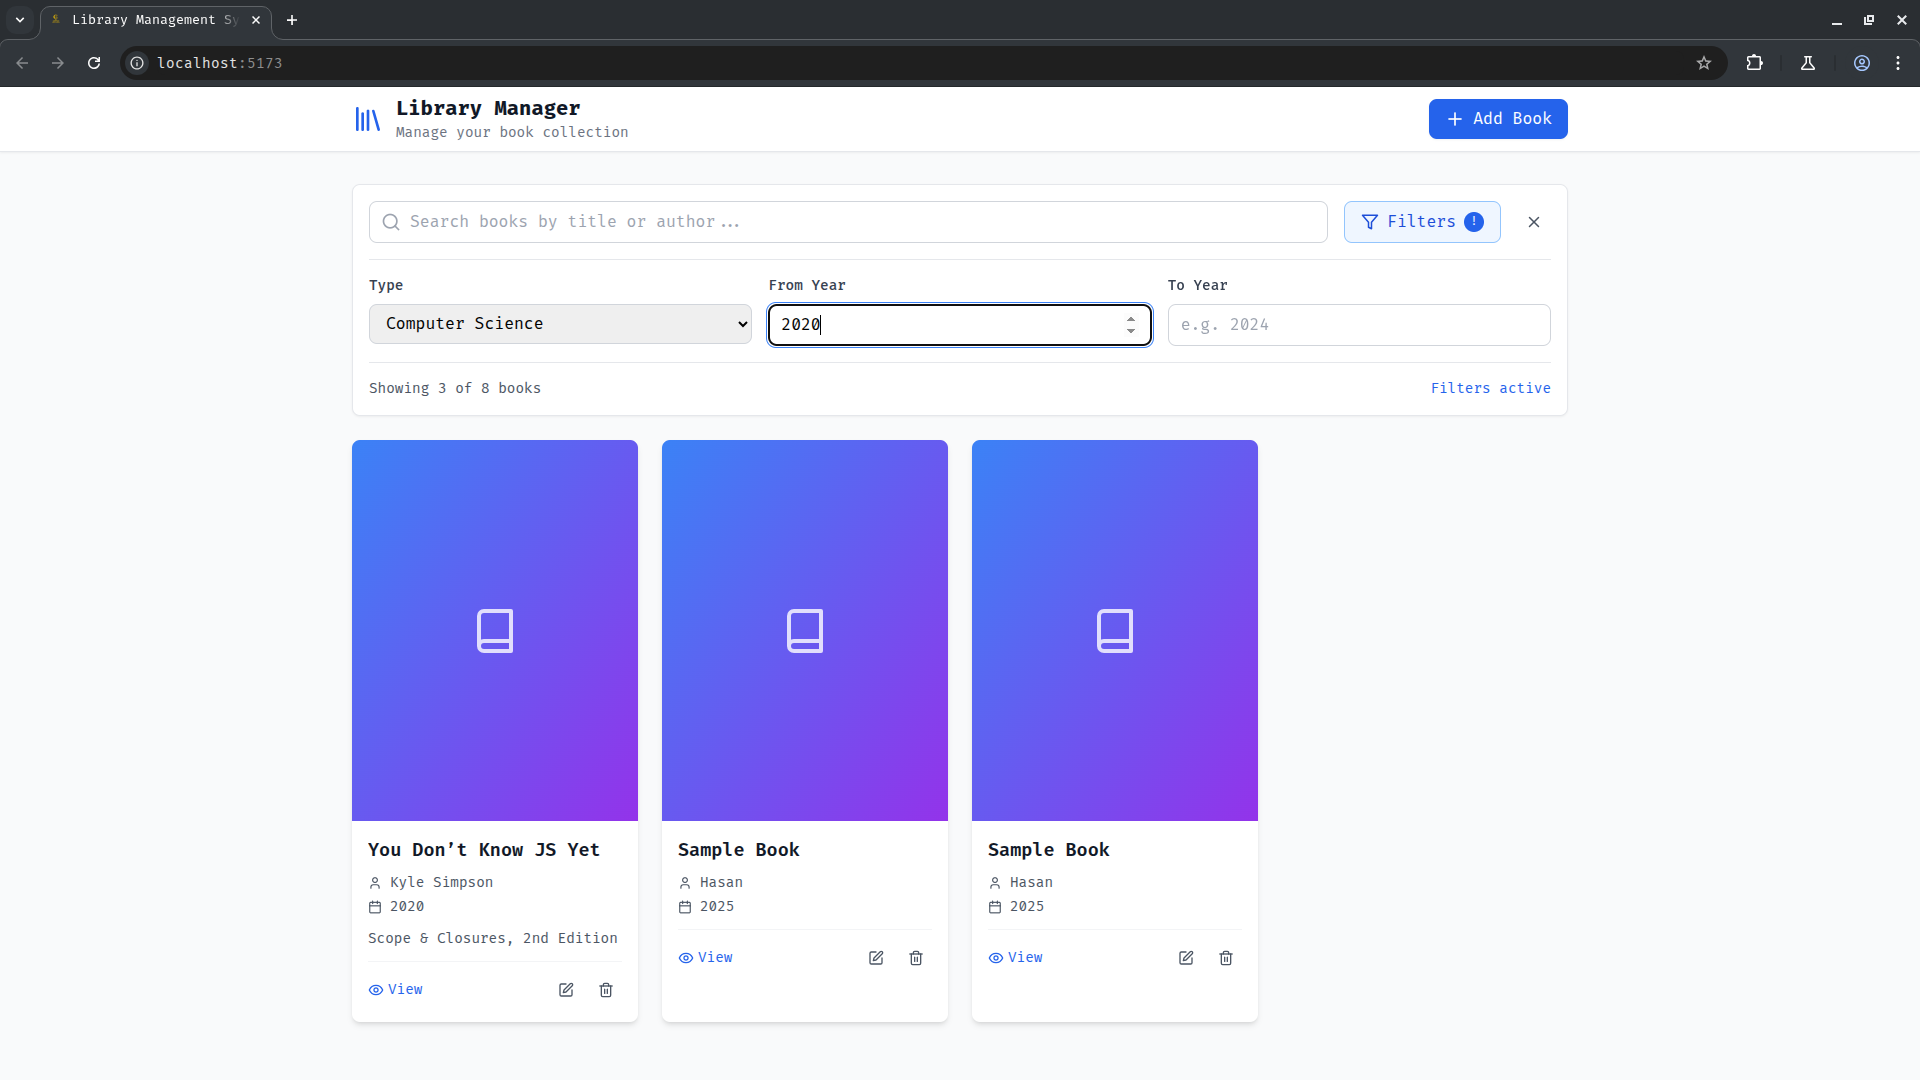 Library Management Sy
localhost:5173
Library Manager
Manage your book collection
Add Book
Search books by title or author...
Filters !
Type
From Year
To Year
Computer Science
2020
e.g. 2024
Showing 3 of 8 books
Filters active
You Don’t Know JS Yet
Kyle Simpson
2020
Scope & Closures, 2nd Edition
View
Sample Book
Hasan
2025
View
Sample Book
Hasan
2025
View